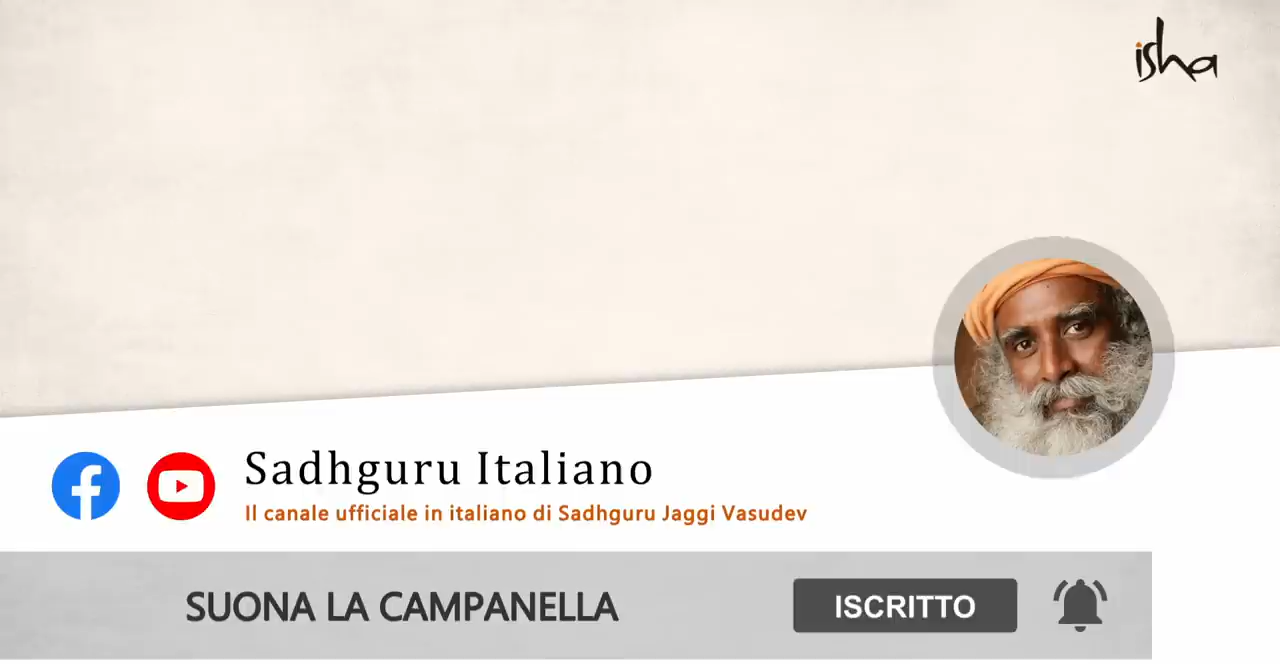 isha
Sadhguru Italiano
Il canale ufficiale in italiano di Sadhguru Jaggi Vasudev
SUONA LA CAMPANELLA
ISCRITTO